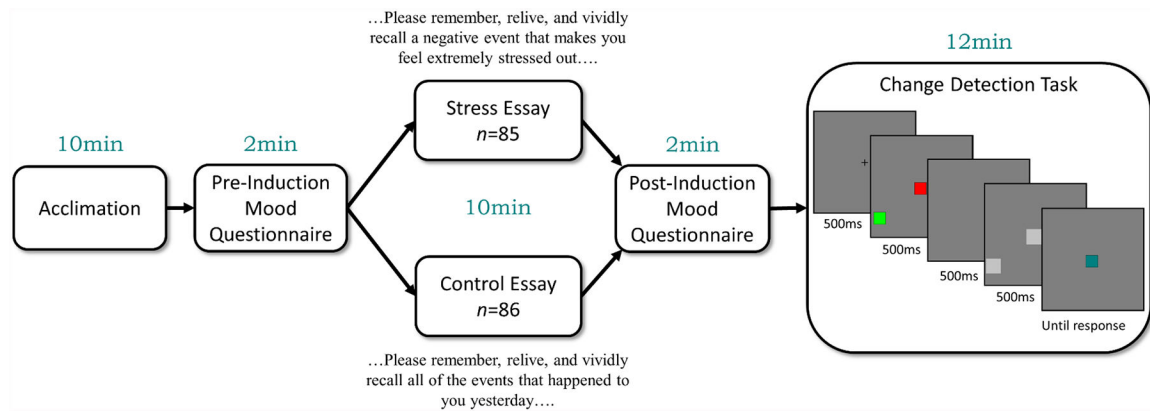 …Please remember, relive, and vividly
recall a negative event that makes you
feel extremely stressed out….
10min
Acclimation
2min
Pre-Induction
Mood
Questionnaire
Stress Essay
n=85
10min
Control Essay
n=86
…Please remember, relive, and vividly
recall all of the events that happened to
you yesterday….
2min
Post-Induction
Mood
Questionnaire
12min
Change Detection Task
+
500ms
500ms
500ms
500ms
Until response